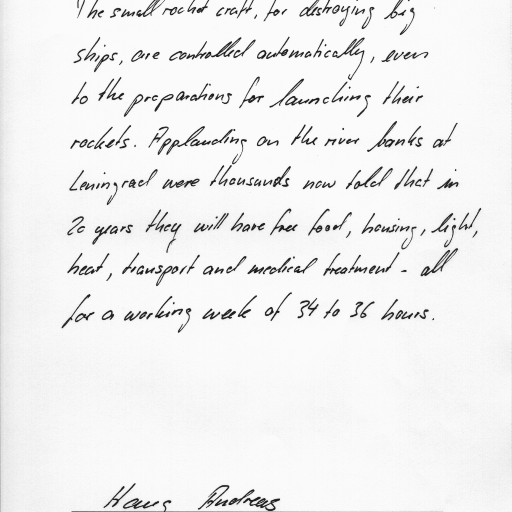 The small rocket craft, for destroying big
ships, are controlled automatically, even
to the preparations for launching their
rockets. Applauding on the river banks at
Leningrad were thousands now told that in
20 years they will have free food, housing, light,
heat, transport and medical treatment - all
for a working week of 34 to 36 hours.
Andreas